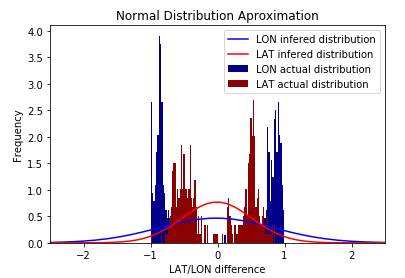 Normal Distribution Aproximation
LON infered distribution
LAT infered distribution
LON actual distribution
LAT actual distribution
4.0
3.5
3.0
2.5
2.0
1.5
1.0
0.5
0.0
Frequency
−2
−1
0
1
2
LAT/LON difference